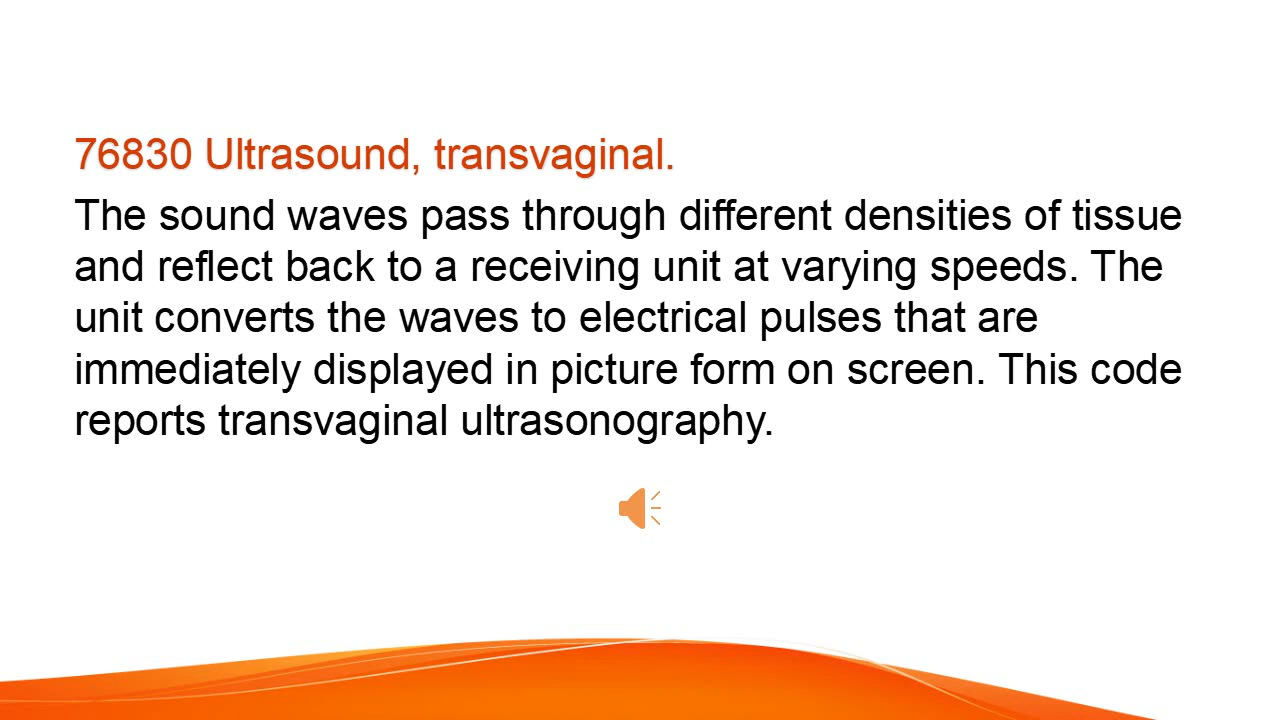 76830 Ultrasound, transvaginal.
The sound waves pass through different densities of tissue
and reflect back to a receiving unit at varying speeds. The
unit converts the waves to electrical pulses that are
immediately displayed in picture form on screen. This code
reports transvaginal ultrasonography.